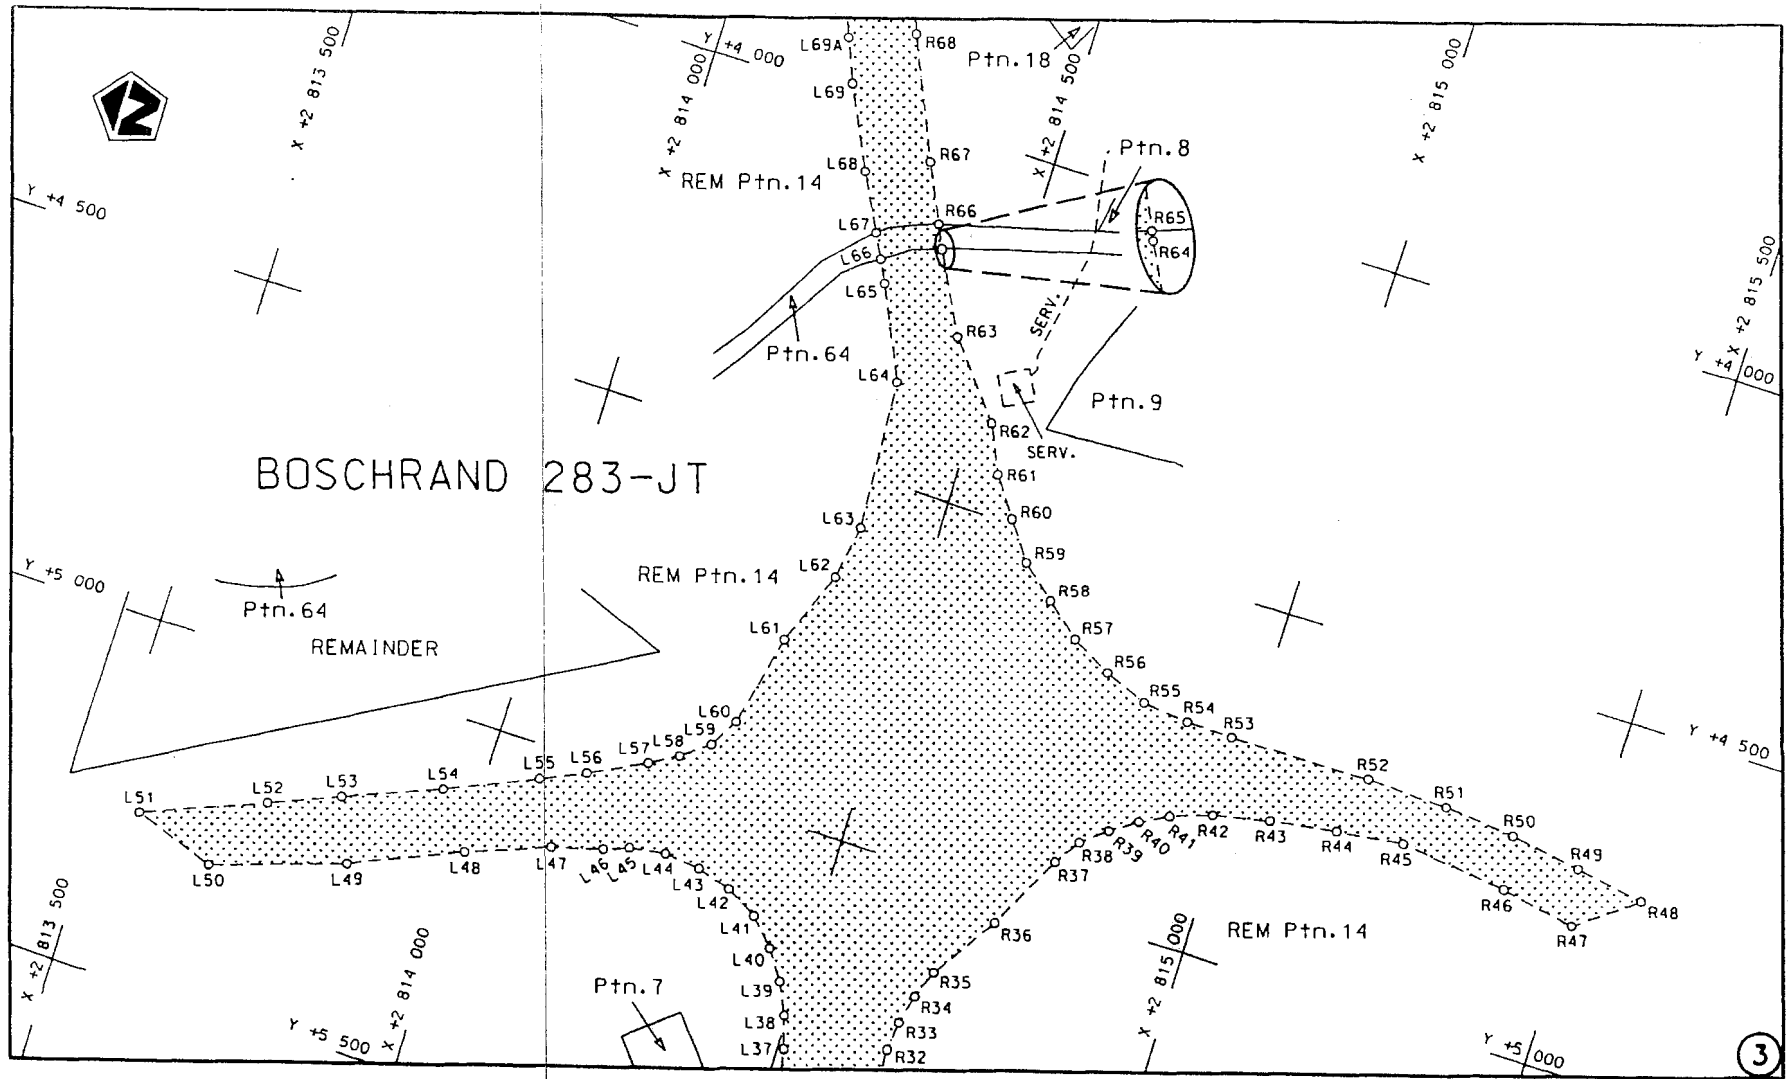 L69A
R68
Y +4 000
Ptn.18
X +2 813 500
X +2 814 000
X +2 814 500
X +2 815 000
L69
L68
R67
Ptn.8
REM Ptn.14
Y +4 500
L67
R66
R65
R64
L66
L65
X +2 815 500
R63
SERV.
Ptn.64
L64
Y +4 000
Ptn.9
R62
SERV.
BOSCHRAND 283-JT
R61
R60
L63
R59
Y +5 000
L62
REM Ptn.14
R58
Ptn.64
L61
R57
REMAINDER
R56
R55
R54
R53
L60
L59
L58
L57
L56
L55
L54
L53
L52
L51
Y +4 500
R52
R51
R50
R49
R48
R47
R46
R45
R44
R43
R42
R41
R40
R39
R38
R37
L50
L49
L48
L47
L46
L45
L44
L43
L42
L41
L40
L39
L38
L37
R36
R35
R34
R33
R32
REM Ptn.14
X +2 813 500
X +2 814 000
X +2 815 000
Ptn.7
Y +5 500
Y +5 000
3